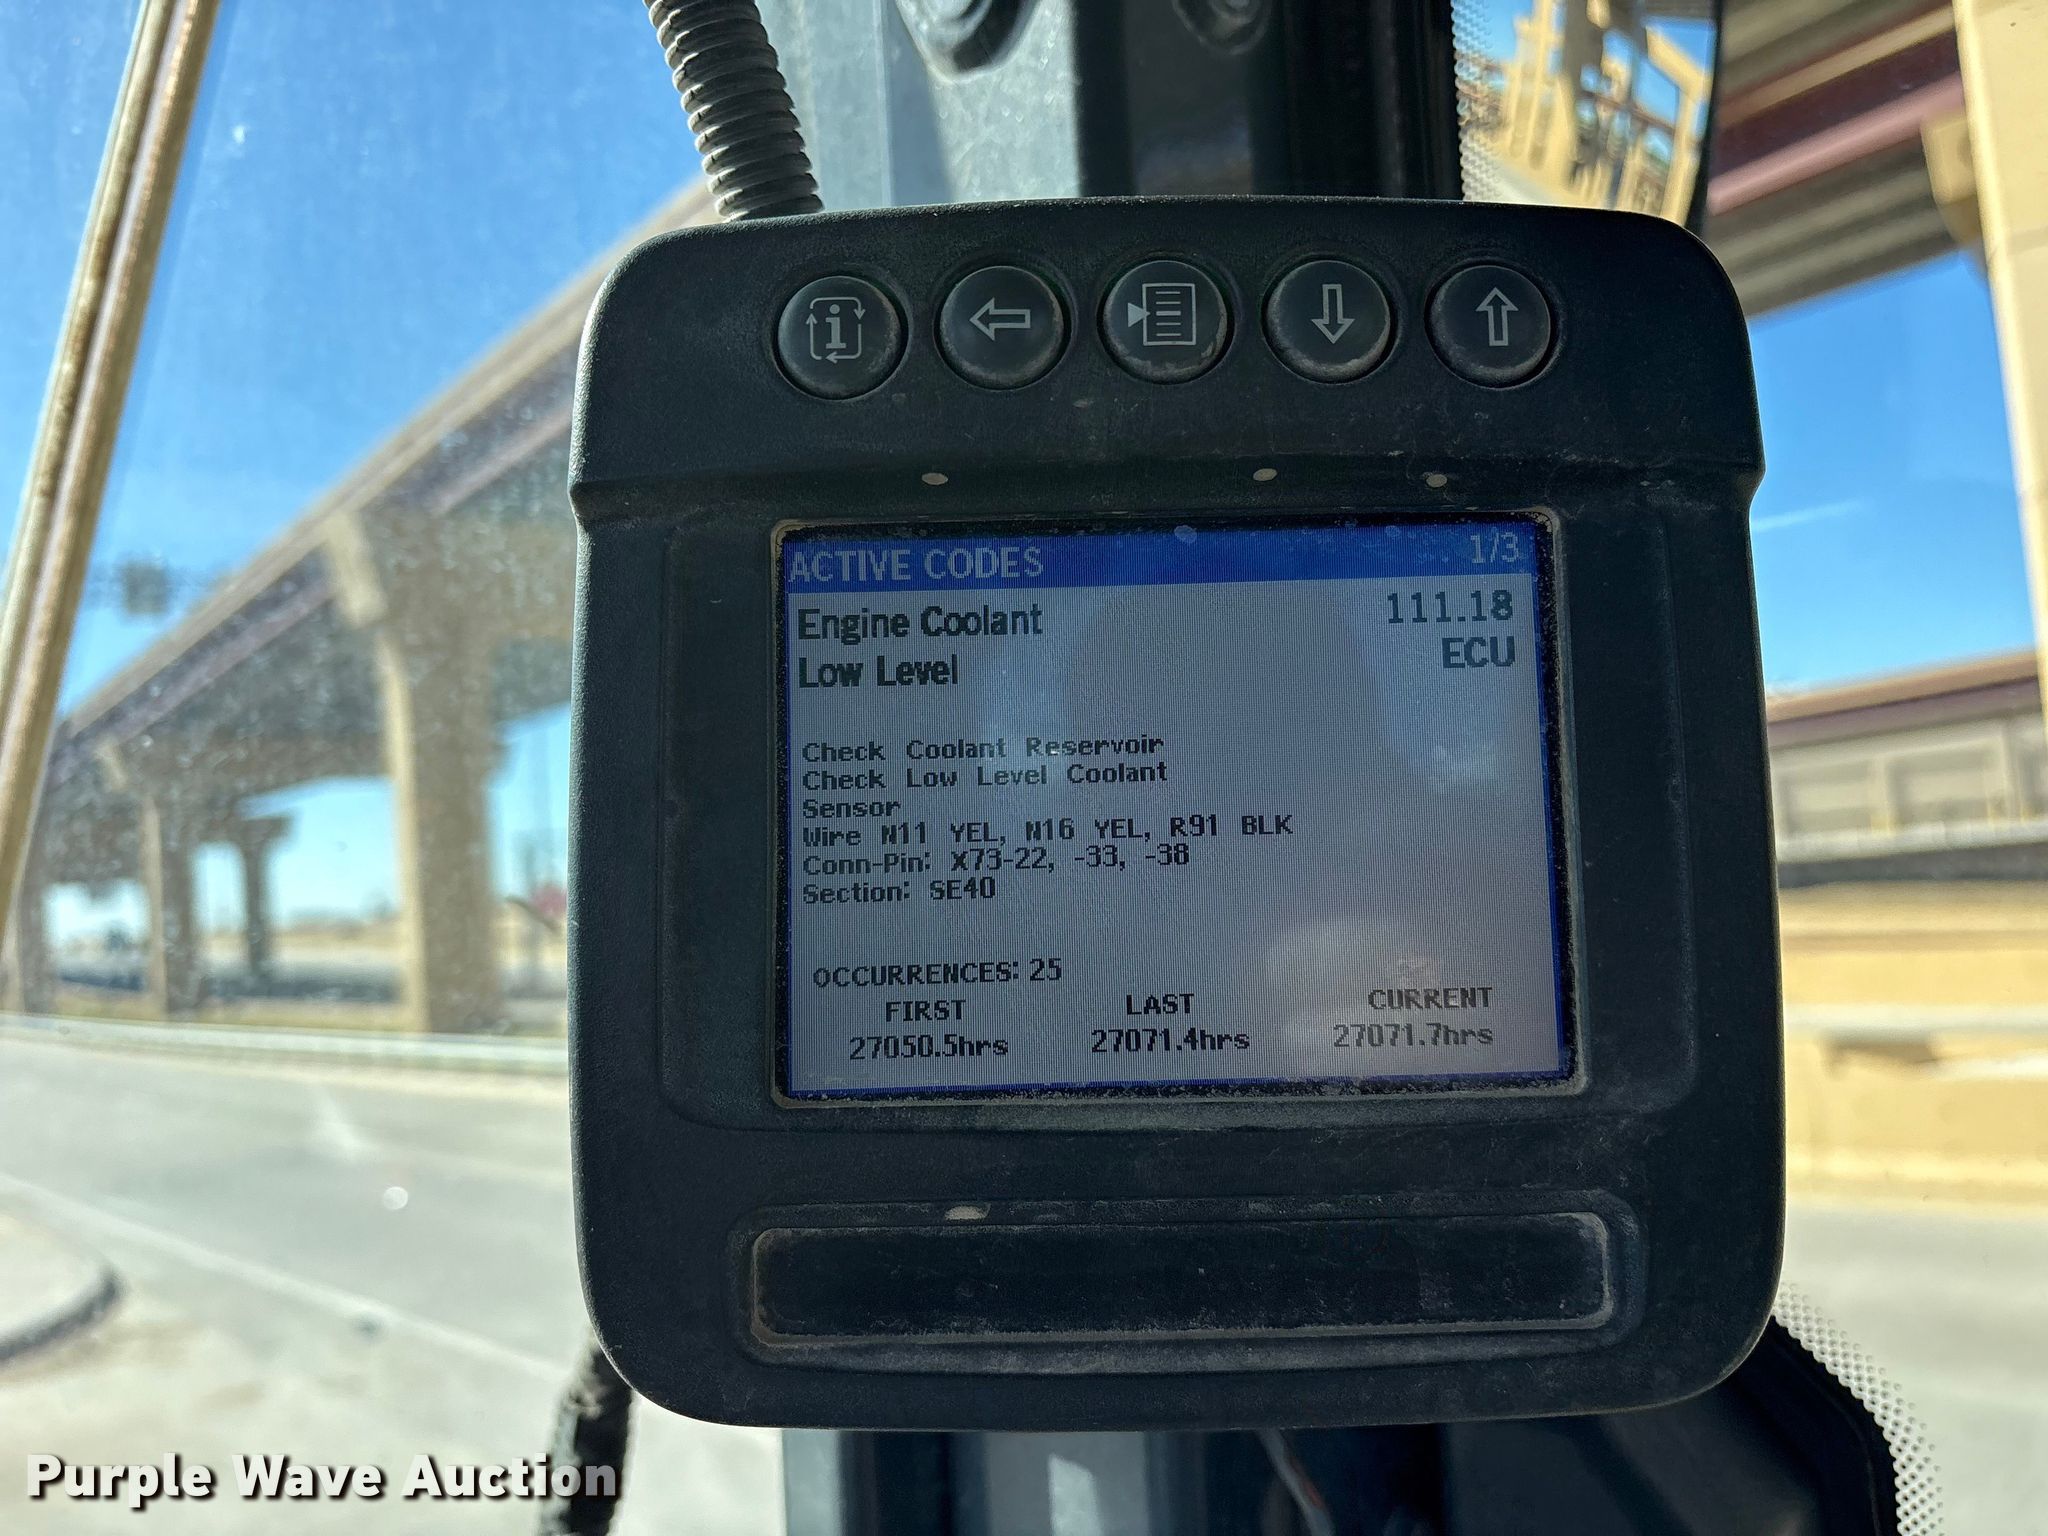 ACTIVE CODES 1/3
Engine Coolant 111.18
Low Level ECU
Check Coolant Reservoir
Check Low Level Coolant
Sensor
Wire N11 YEL, N16 YEL, R91 BLK
Conn-Pin: X73-22, -33, -38
Section: SE40
OCCURRENCES: 25
FIRST LAST CURRENT
27050.5hrs 27071.4hrs 27071.7hrs
Purple Wave Auction